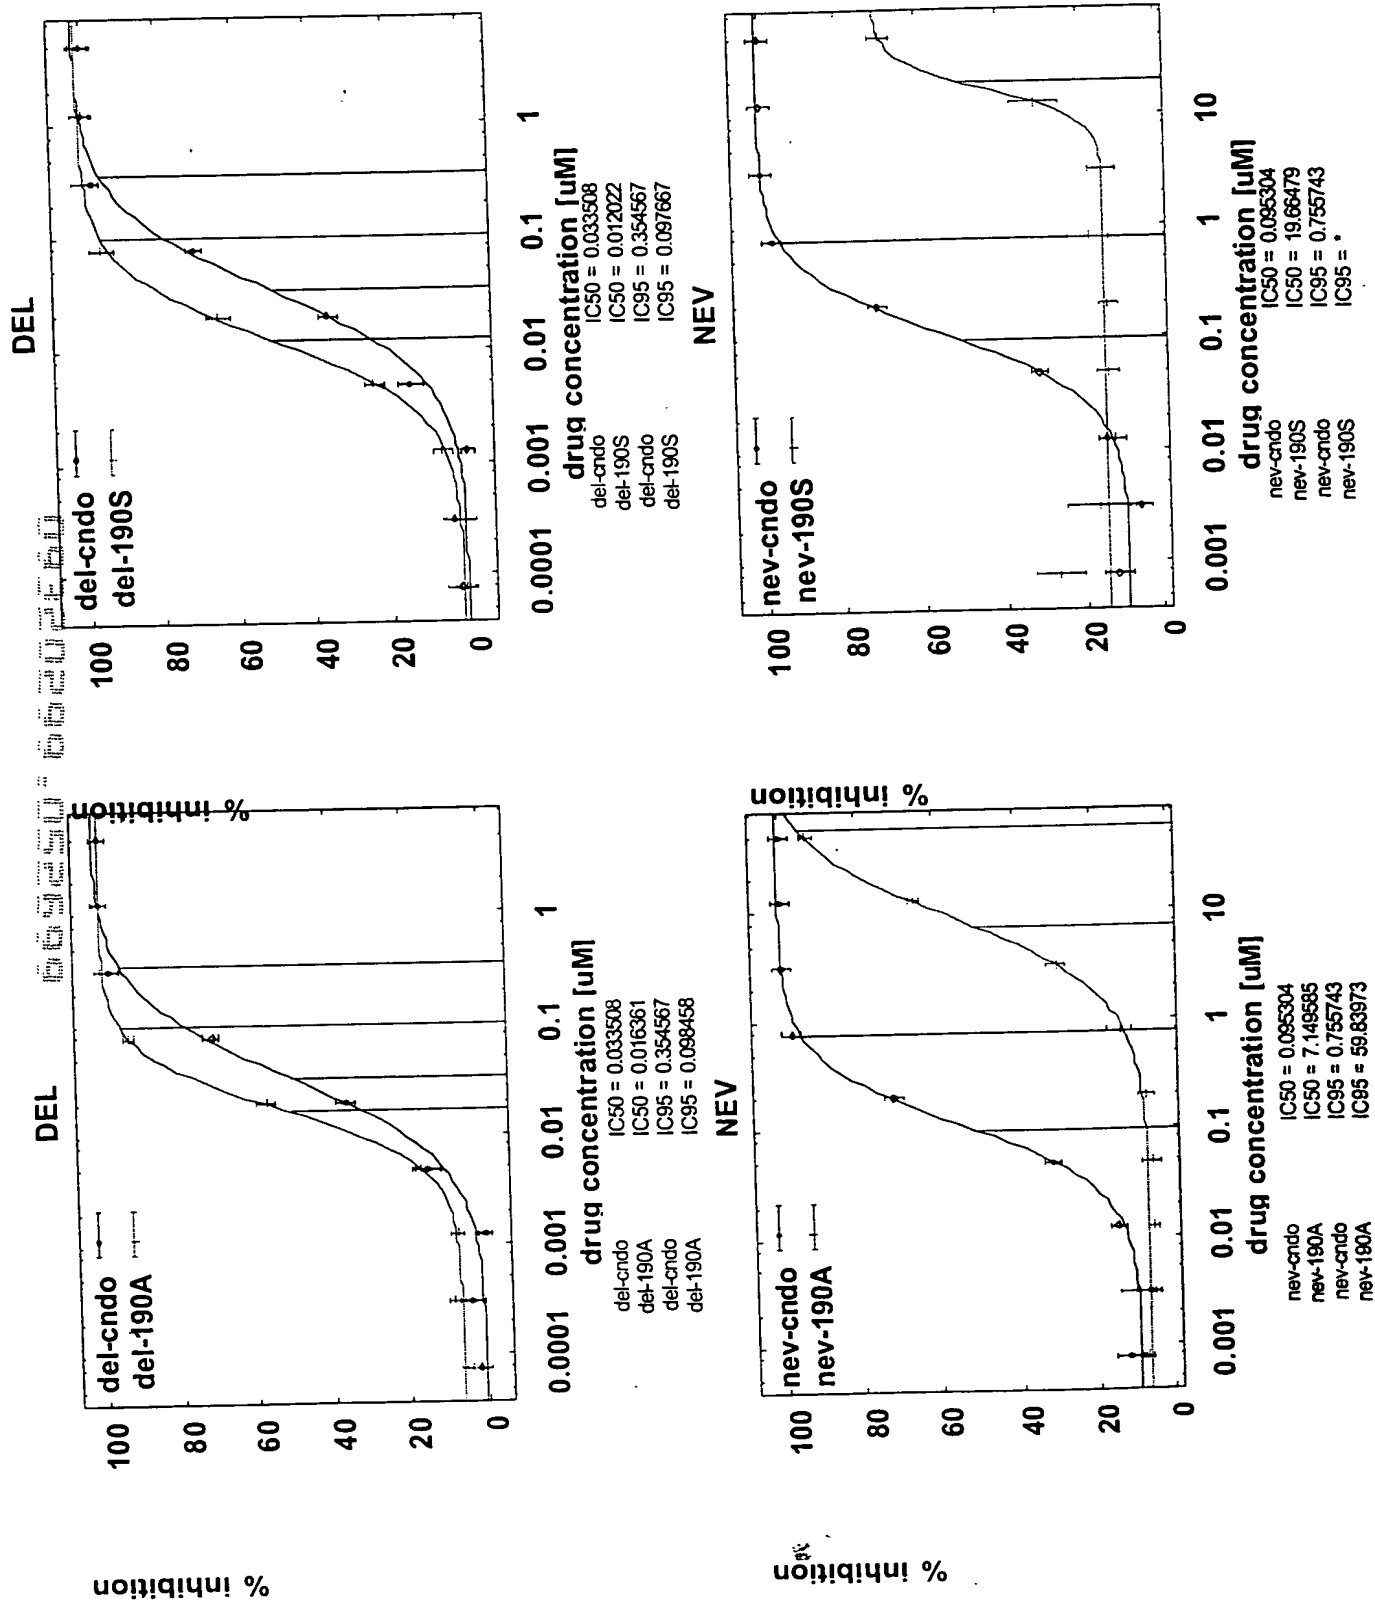 DEL
% inhibition
del-cndo
del-190A
100
80
60
40
20
0
0.0001
0.001
0.01
0.1
1
drug concentration [uM]
del-cndo IC50 = 0.033508
del-190A IC50 = 0.016361
del-cndo IC95 = 0.354567
del-190A IC95 = 0.098458
DEL
% inhibition
del-cndo
del-190S
100
80
60
40
20
0
0.0001
0.001
0.01
0.1
1
drug concentration [uM]
del-cndo IC50 = 0.033508
del-190S IC50 = 0.012022
del-cndo IC95 = 0.354567
del-190S IC95 = 0.097667
NEV
% inhibition
nev-cndo
nev-190A
100
80
60
40
20
0
0.001
0.01
0.1
1
10
drug concentration [uM]
nev-cndo IC50 = 0.095304
nev-190A IC50 = 7.149585
nev-cndo IC95 = 0.755743
nev-190A IC95 = 59.83973
NEV
% inhibition
nev-cndo
nev-190S
100
80
60
40
20
0
0.001
0.01
0.1
1
10
drug concentration [uM]
nev-cndo IC50 = 0.095304
nev-190S IC50 = 19.66479
nev-cndo IC95 = 0.755743
nev-190S IC95 = *